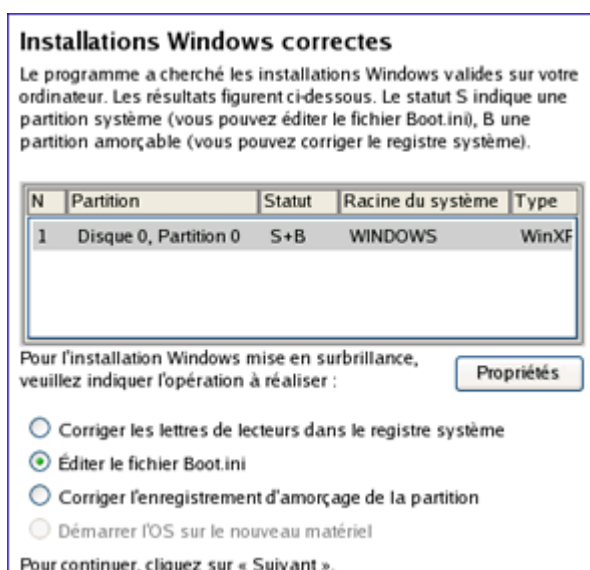 Installations Windows correctes
Le programme a cherché les installations Windows valides sur votre
ordinateur. Les résultats figurent ci-dessous. Le statut S indique une
partition système (vous pouvez éditer le fichier Boot.ini), B une
partition amorçable (vous pouvez corriger le registre système).
N Partition Statut Racine du système Type
1 Disque 0, Partition 0 S+B WINDOWS WinXP
Pour l'installation Windows mise en surbrillance,
veuillez indiquer l'opération à réaliser :
Propriétés
Corriger les lettres de lecteurs dans le registre système
Éditer le fichier Boot.ini
Corriger l'enregistrement d'amorçage de la partition
Démarrer l'OS sur le nouveau matériel
Pour continuer, cliquez sur « Suivant ».